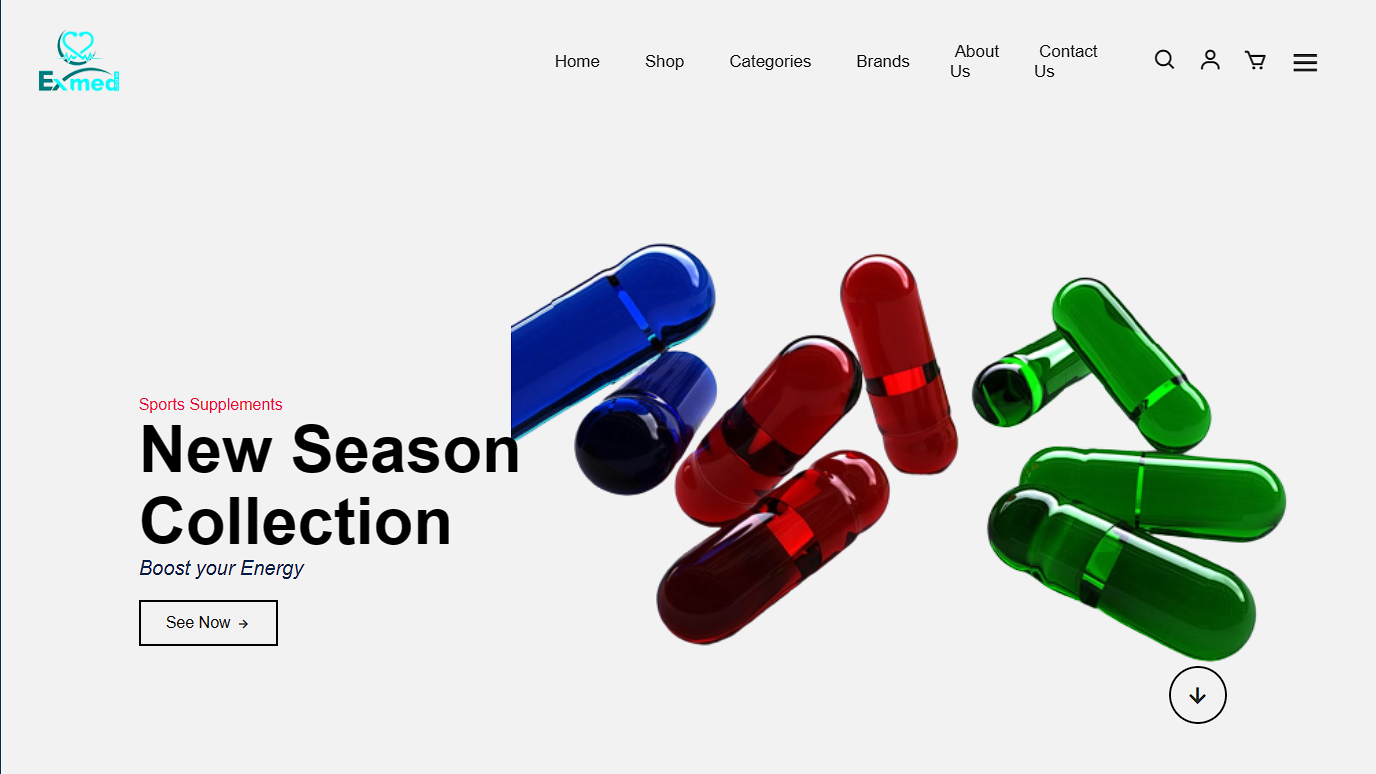 Exmed
Home
Shop
Categories
Brands
About
Us
Contact
Us
Sports Supplements
New Season
Collection
Boost your Energy
See Now →